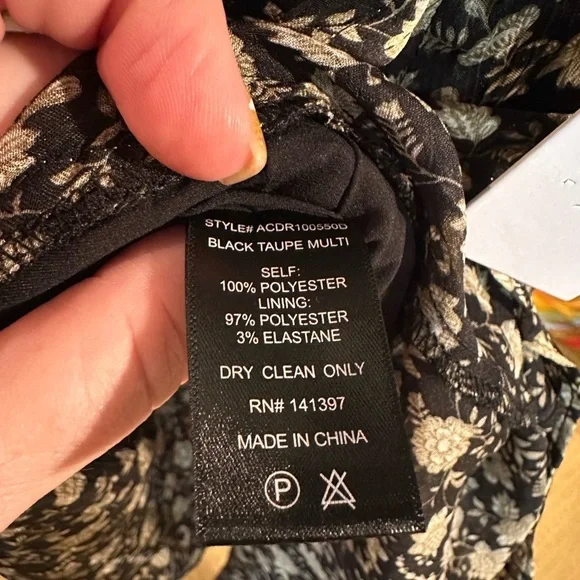 STYLE# ACDR100550D
BLACK TAUPE MULTI
SELF:
100% POLYESTER
LINING:
97% POLYESTER
3% ELASTANE
DRY CLEAN ONLY
RN# 141397
MADE IN CHINA
P